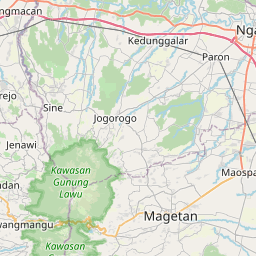 ngmacan
Kedunggalar
Nga
Paron
rejo
Sine
Jogorogo
Jenawi
Kawasan
Gunung
Lawu
Maospa
dan
Magetan
wangmangu
Kawasan
Gunung